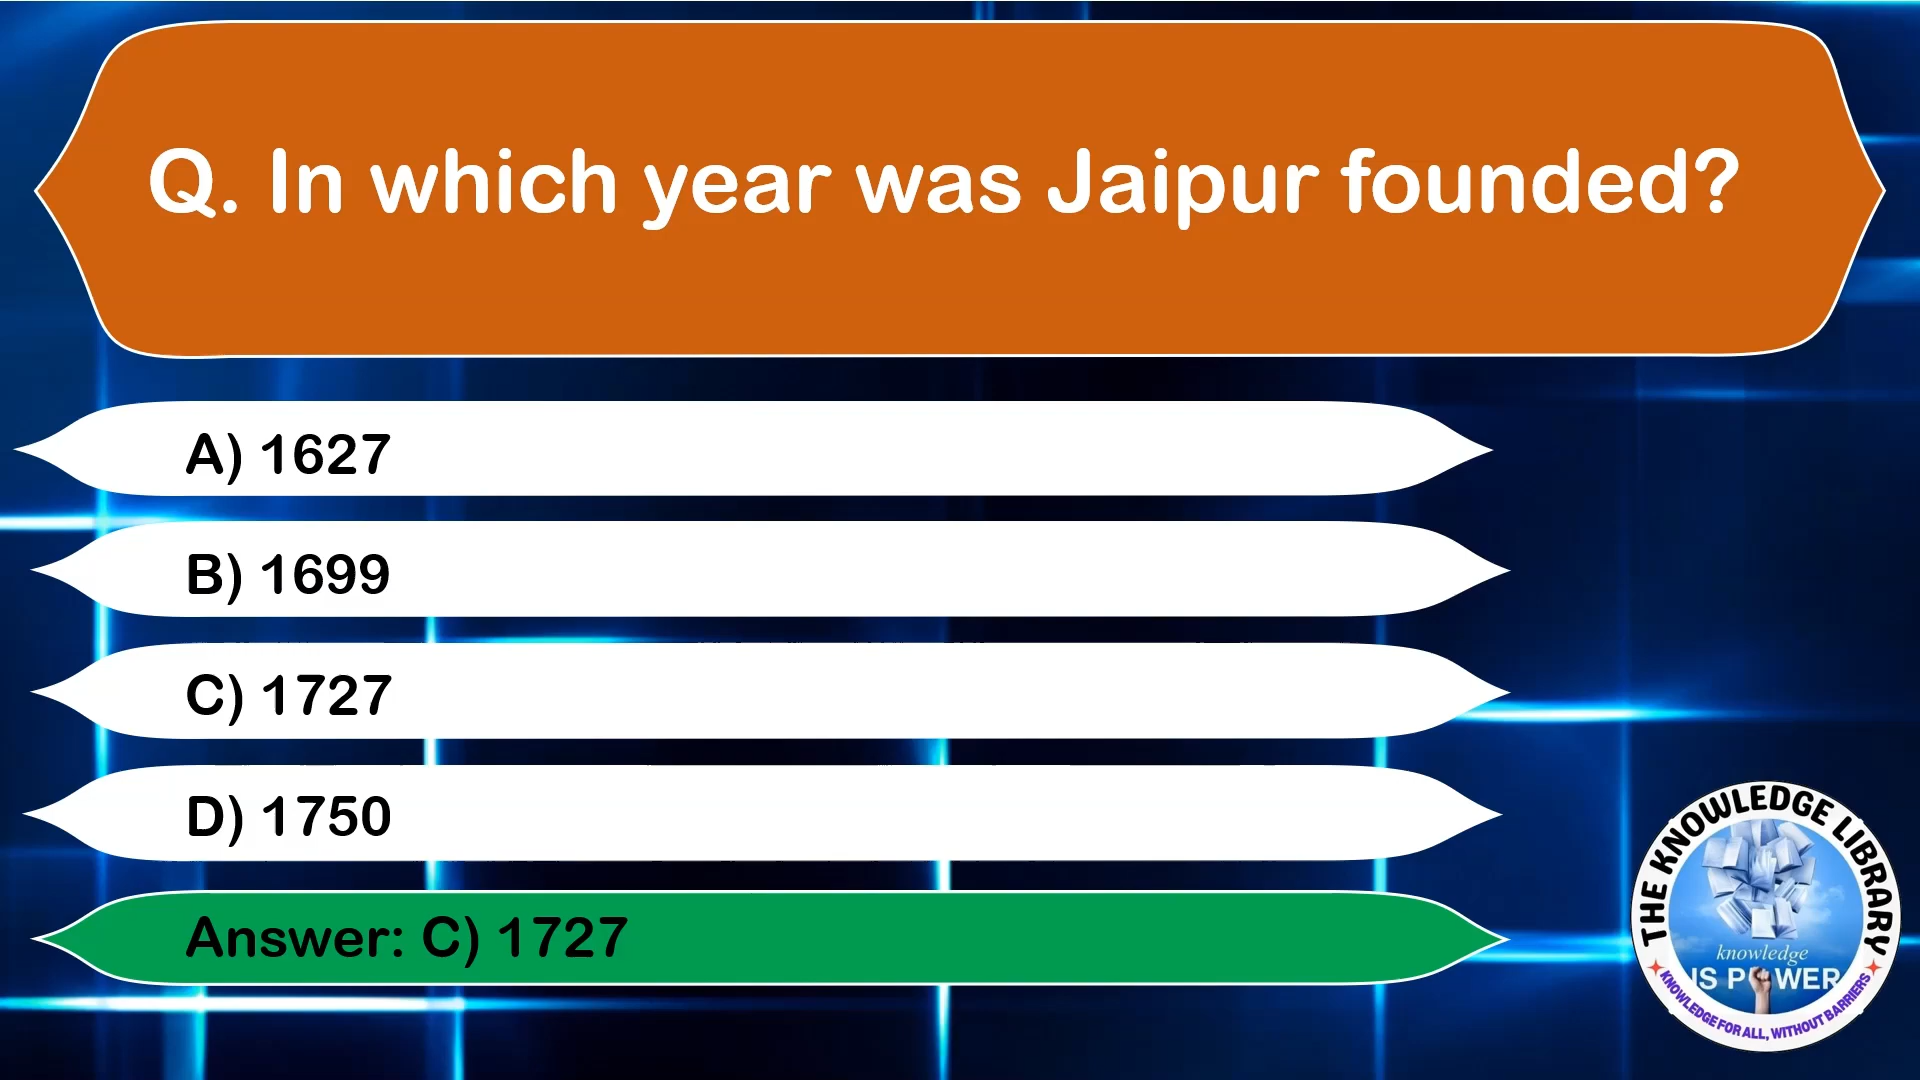 Q. In which year was Jaipur founded?
A) 1627
B) 1699
C) 1727
D) 1750
Answer: C) 1727
THE KNOWLEDGE LIBRARY
knowledge
IS POWER
KNOWLEDGE FOR ALL, WITHOUT BARRIERS